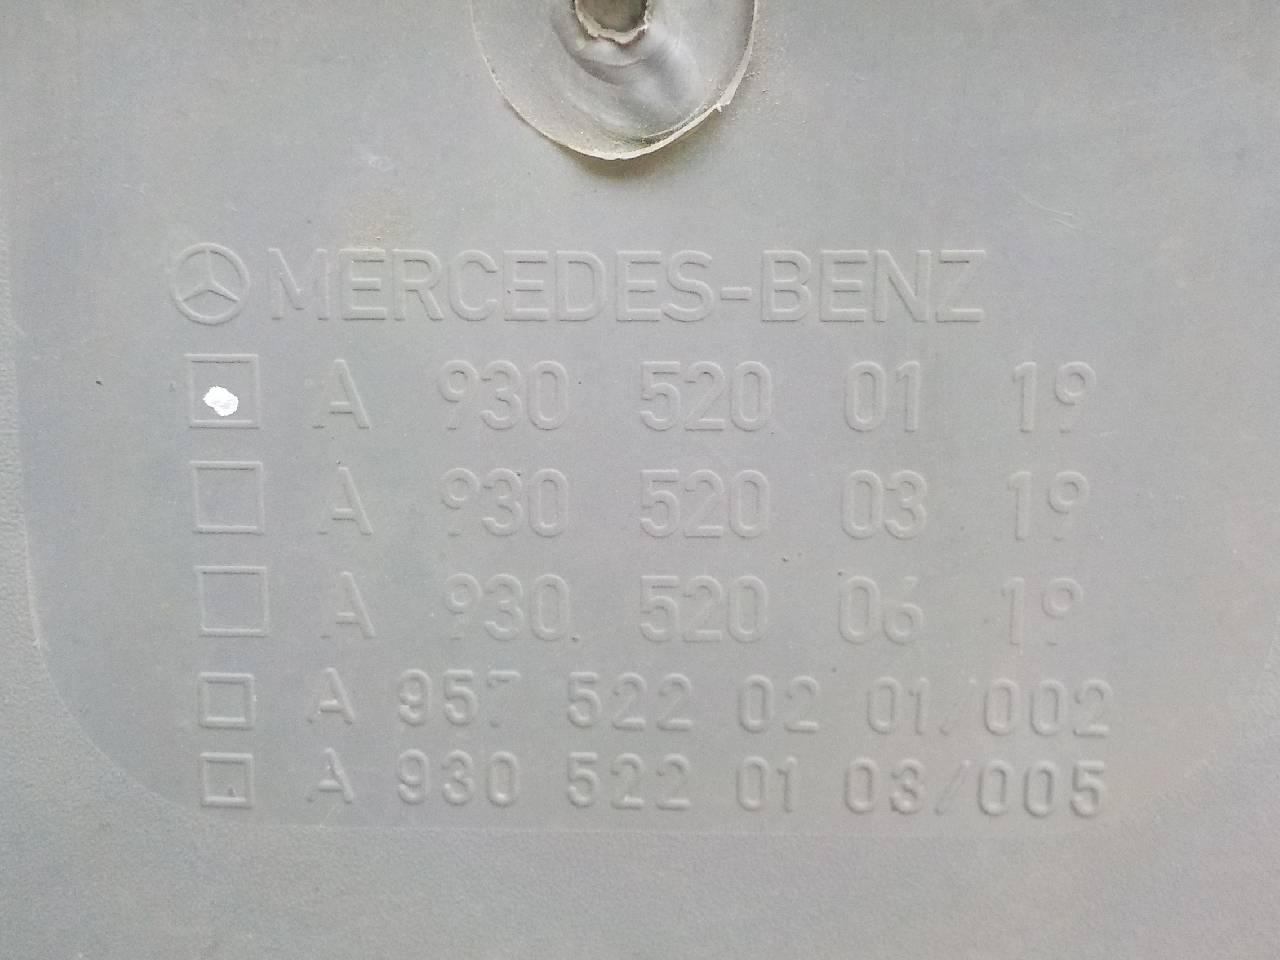 MERCEDES-BENZ
A 930 520 01 19
A 930 520 03 19
A 930 520 06 19
A 957 522 02 01/002
A 930 522 01 03/005